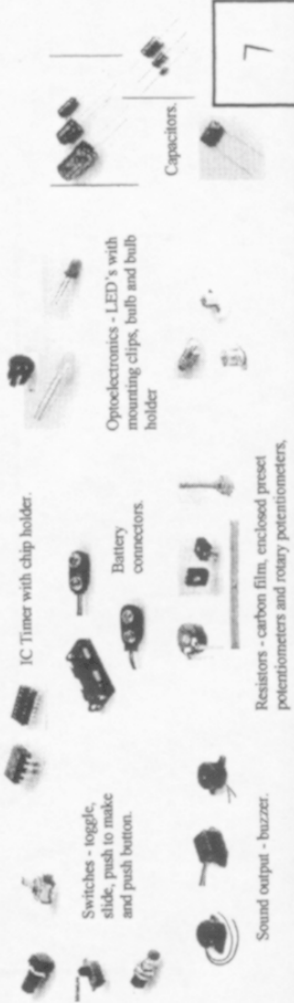 Switches - toggle,
slide, push to make
and push button.
IC Timer with chip holder.
Battery
connectors.
Optoelectronics - LED's with
mounting clips, bulb and bulb
holder
Capacitors.
Sound output - buzzer.
Resistors - carbon film, enclosed preset
potentiometers and rotary potentiometers,
7